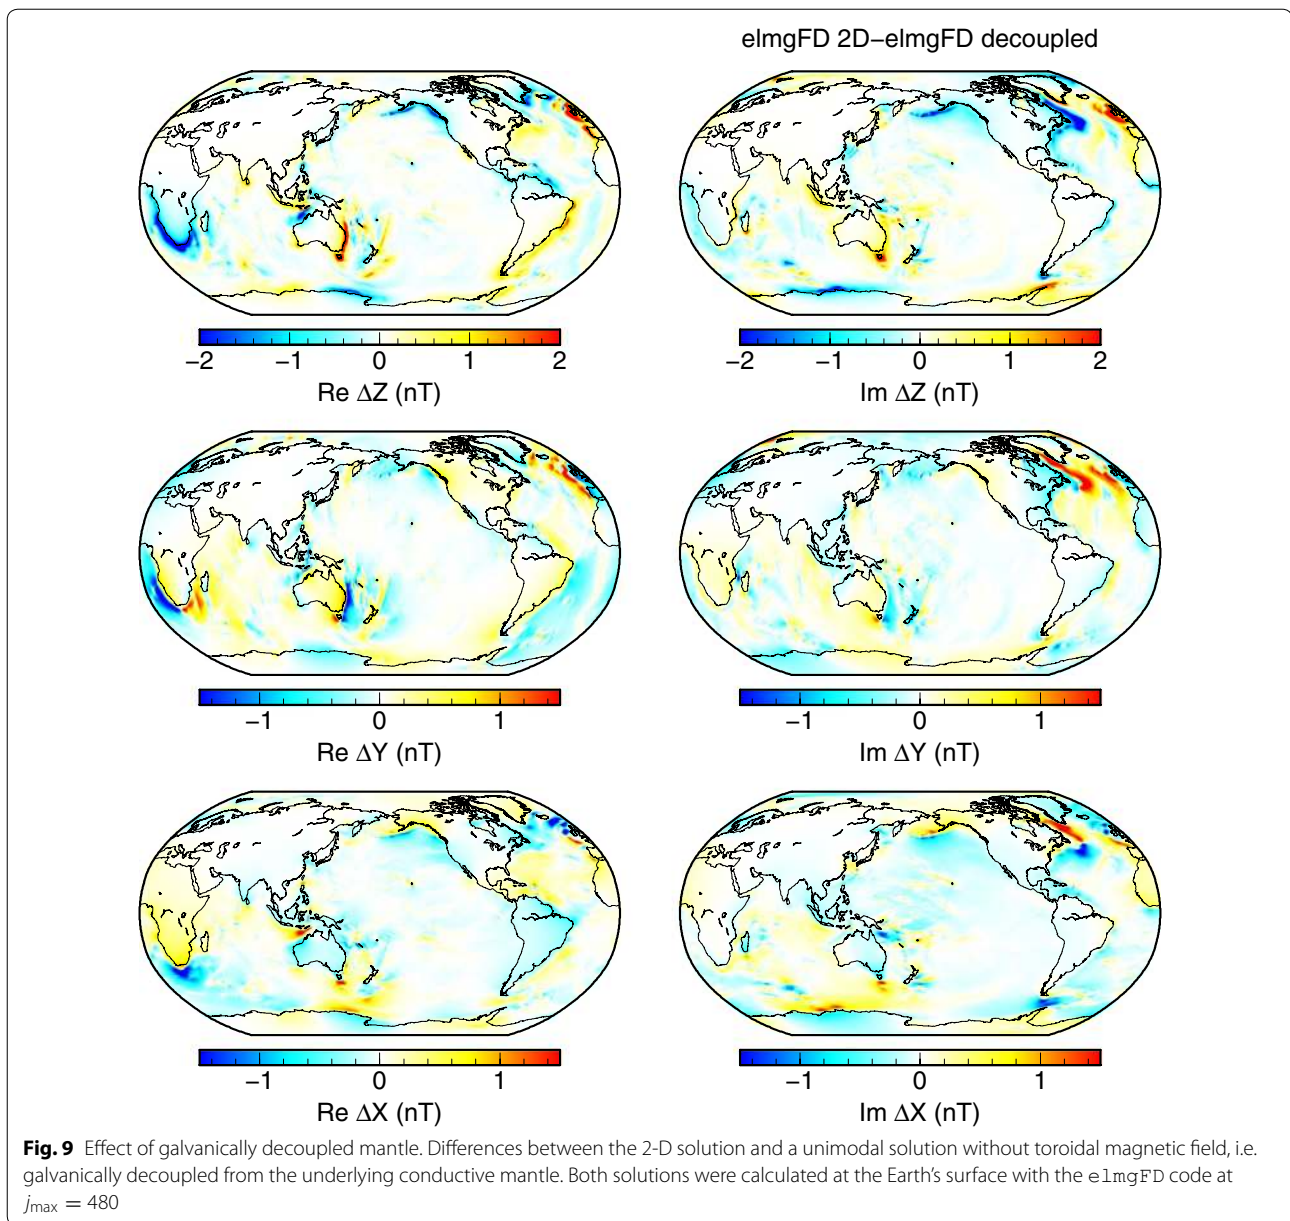 elmgFD 2D–elmgFD decoupled
−2 −1 0 1 2
Re ΔZ (nT)
−2 −1 0 1 2
Im ΔZ (nT)
−1 0 1
Re ΔY (nT)
−1 0 1
Im ΔY (nT)
−1 0 1
Re ΔX (nT)
−1 0 1
Im ΔX (nT)
Fig. 9 Effect of galvanically decoupled mantle. Differences between the 2-D solution and a unimodal solution without toroidal magnetic field, i.e.
galvanically decoupled from the underlying conductive mantle. Both solutions were calculated at the Earth's surface with the elmgFD code at
jmax = 480